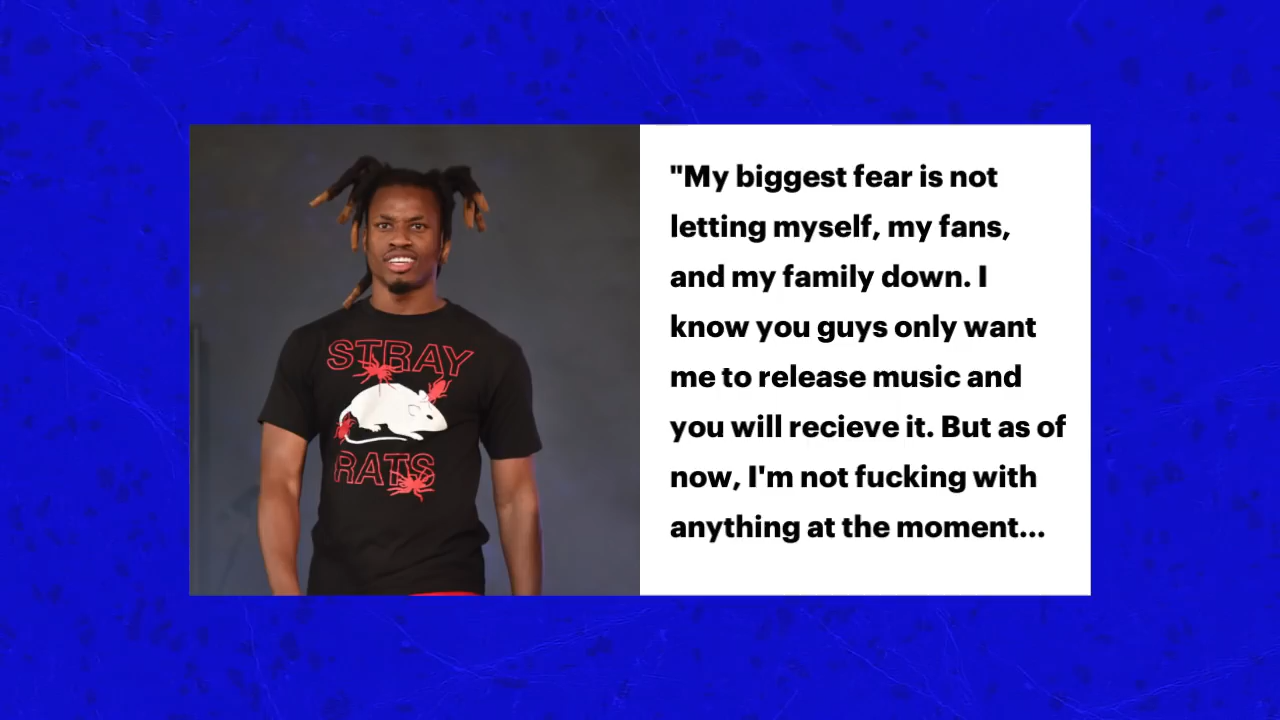 STRAY
RATS
"My biggest fear is not
letting myself, my fans,
and my family down. I
know you guys only want
me to release music and
you will recieve it. But as of
now, I'm not fucking with
anything at the moment...